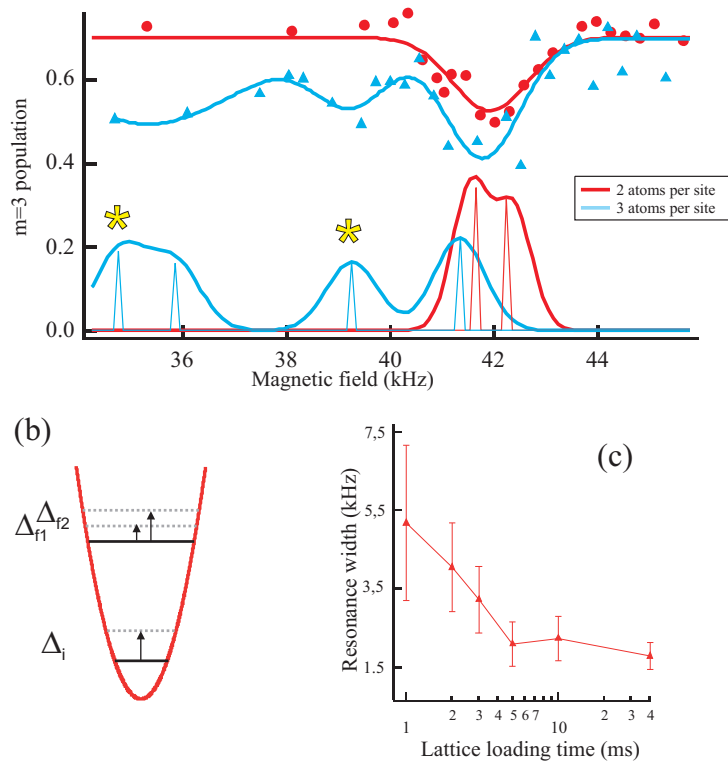 0.6
m=3 population
0.4
0.2
0.0
2 atoms per site
3 atoms per site
36 38 40 42 44
Magnetic field (kHz)
(b)
Δf1 Δf2
Δi
(c)
7,5
5,5
3,5
1,5
Resonance width (kHz)
1 2 3 4 5 6 7 10 2 3 4
Lattice loading time (ms)